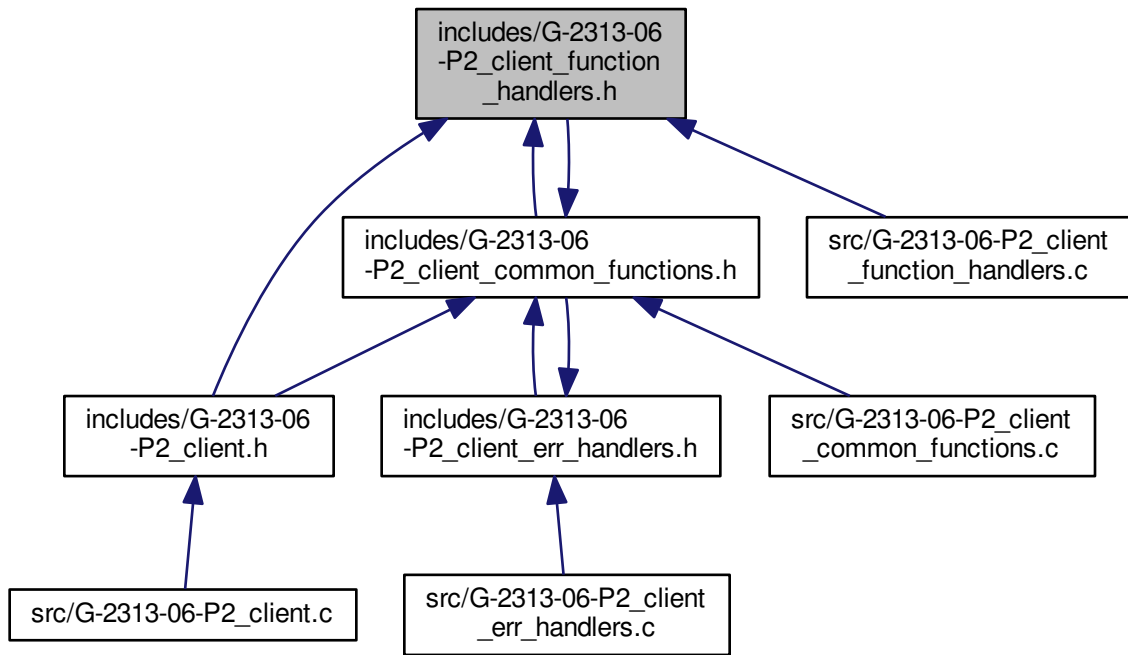 includes/G-2313-06
-P2_client_function
_handlers.h
includes/G-2313-06
-P2_client_common_functions.h
src/G-2313-06-P2_client
_function_handlers.c
includes/G-2313-06
-P2_client.h
includes/G-2313-06
-P2_client_err_handlers.h
src/G-2313-06-P2_client
_common_functions.c
src/G-2313-06-P2_client.c
src/G-2313-06-P2_client
_err_handlers.c